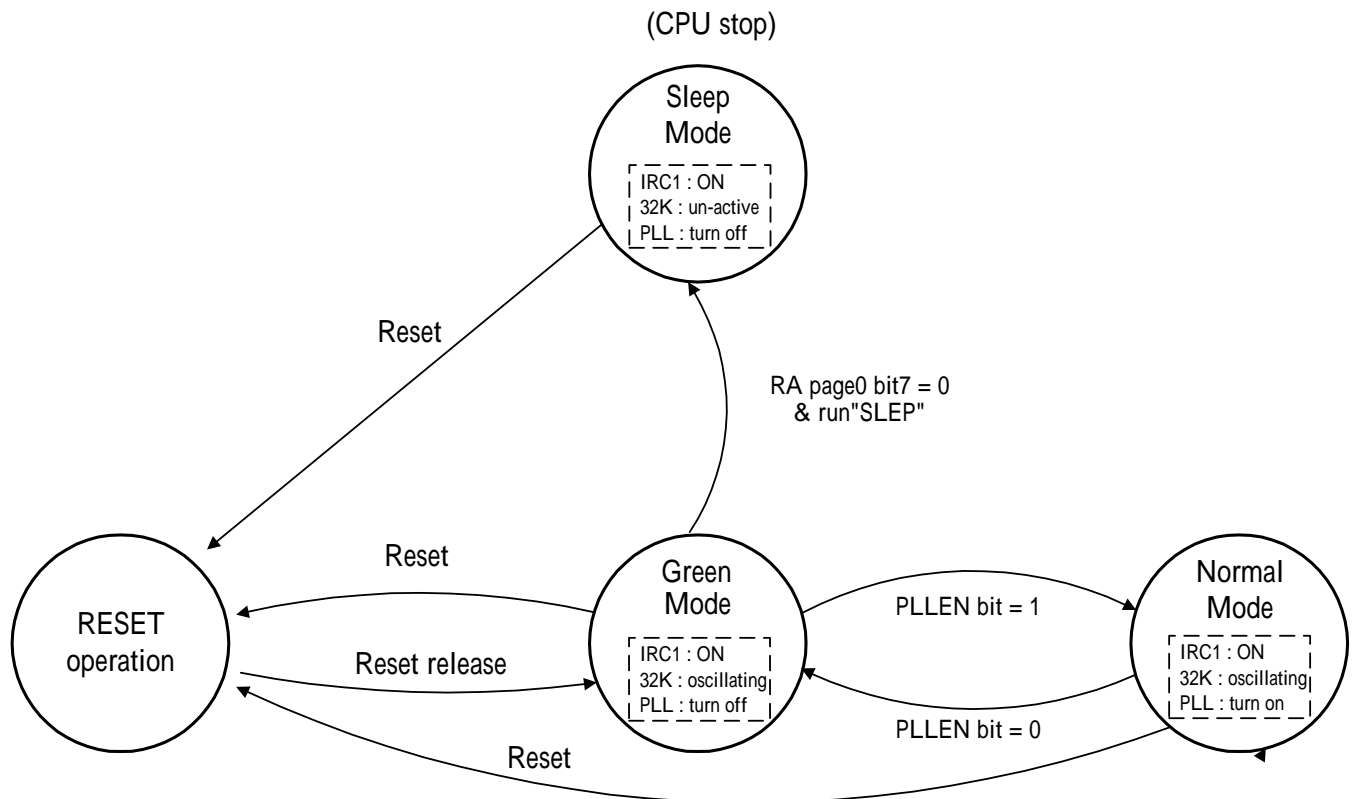 (CPU stop)
Sleep
Mode
IRC1 : ON
32K : un-active
PLL : turn off
Reset
RA page0 bit7 = 0
& run"SLEP"
Reset
Green
Mode
Normal
Mode
PLLEN bit = 1
RESET
operation
Reset release
IRC1 : ON
32K : oscillating
PLL : turn off
IRC1 : ON
32K : oscillating
PLL : turn on
PLLEN bit = 0
Reset